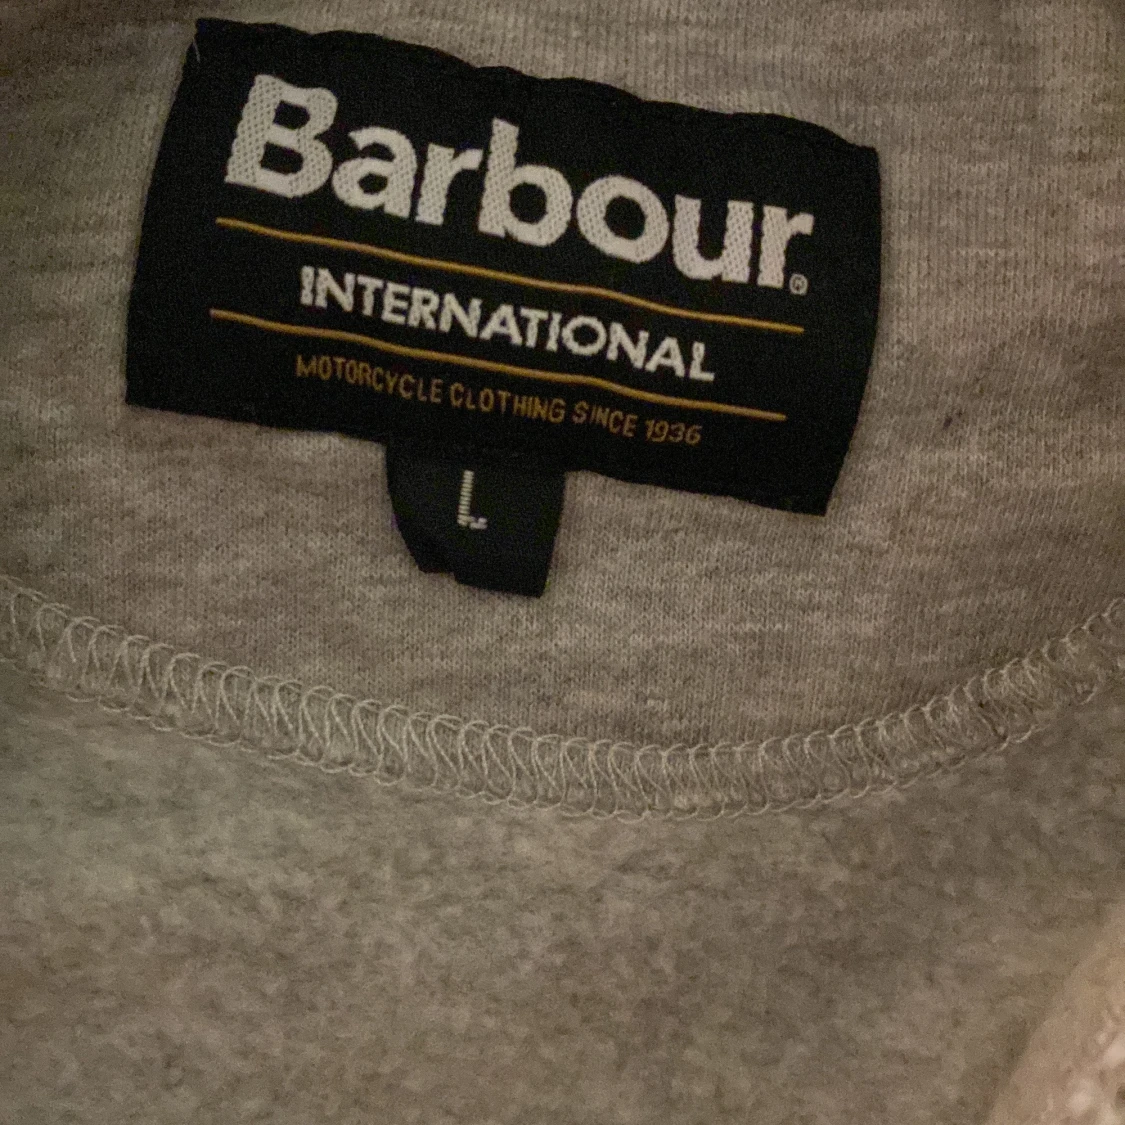 Barbour®
INTERNATIONAL
MOTORCYCLE CLOTHING SINCE 1936
L